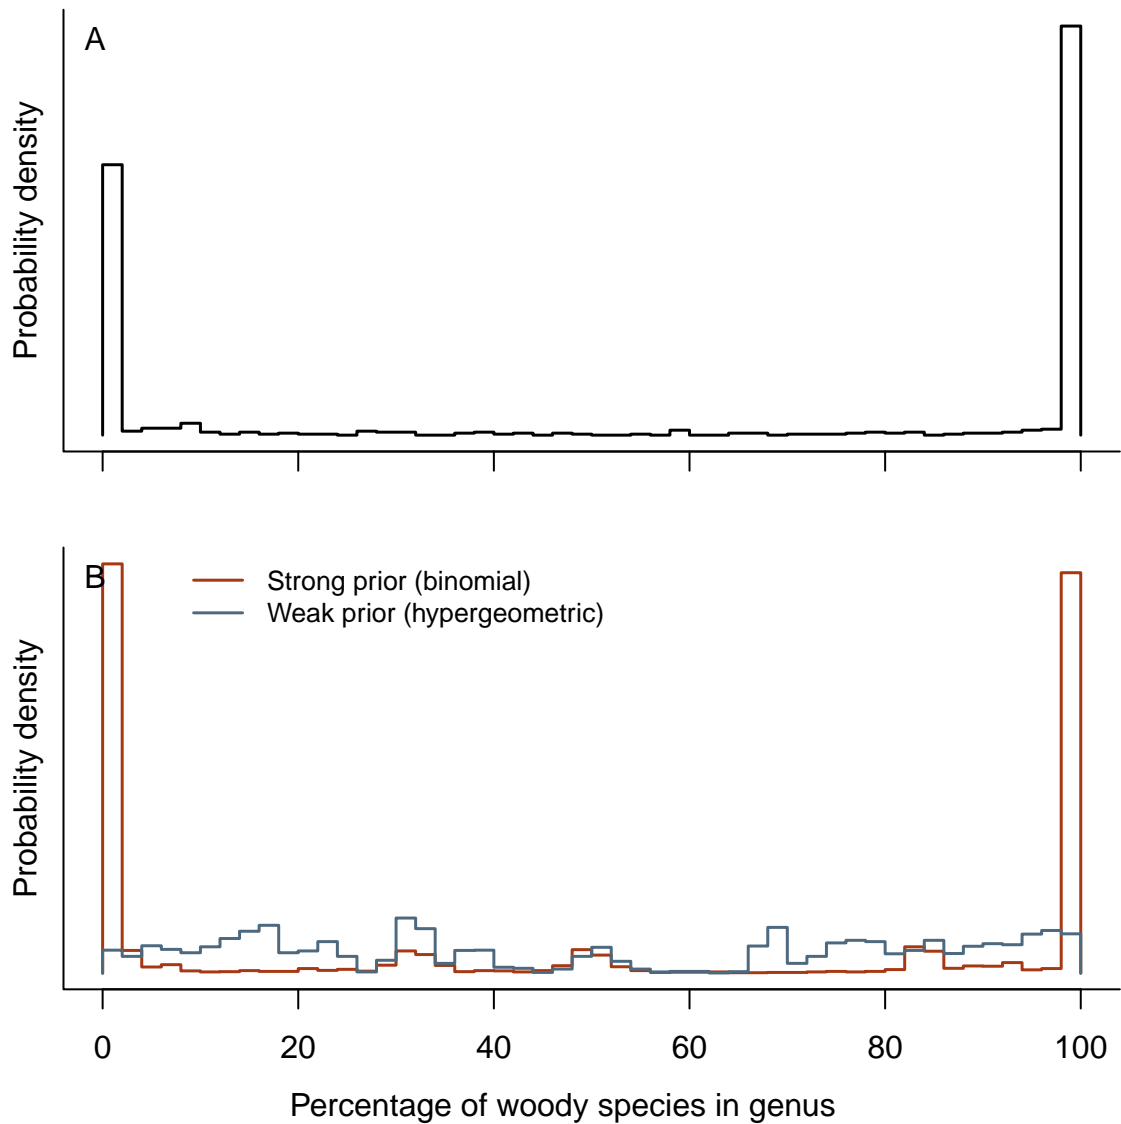 A
Probability density
B
Strong prior (binomial)
Weak prior (hypergeometric)
Probability density
0 20 40 60 80 100
Percentage of woody species in genus